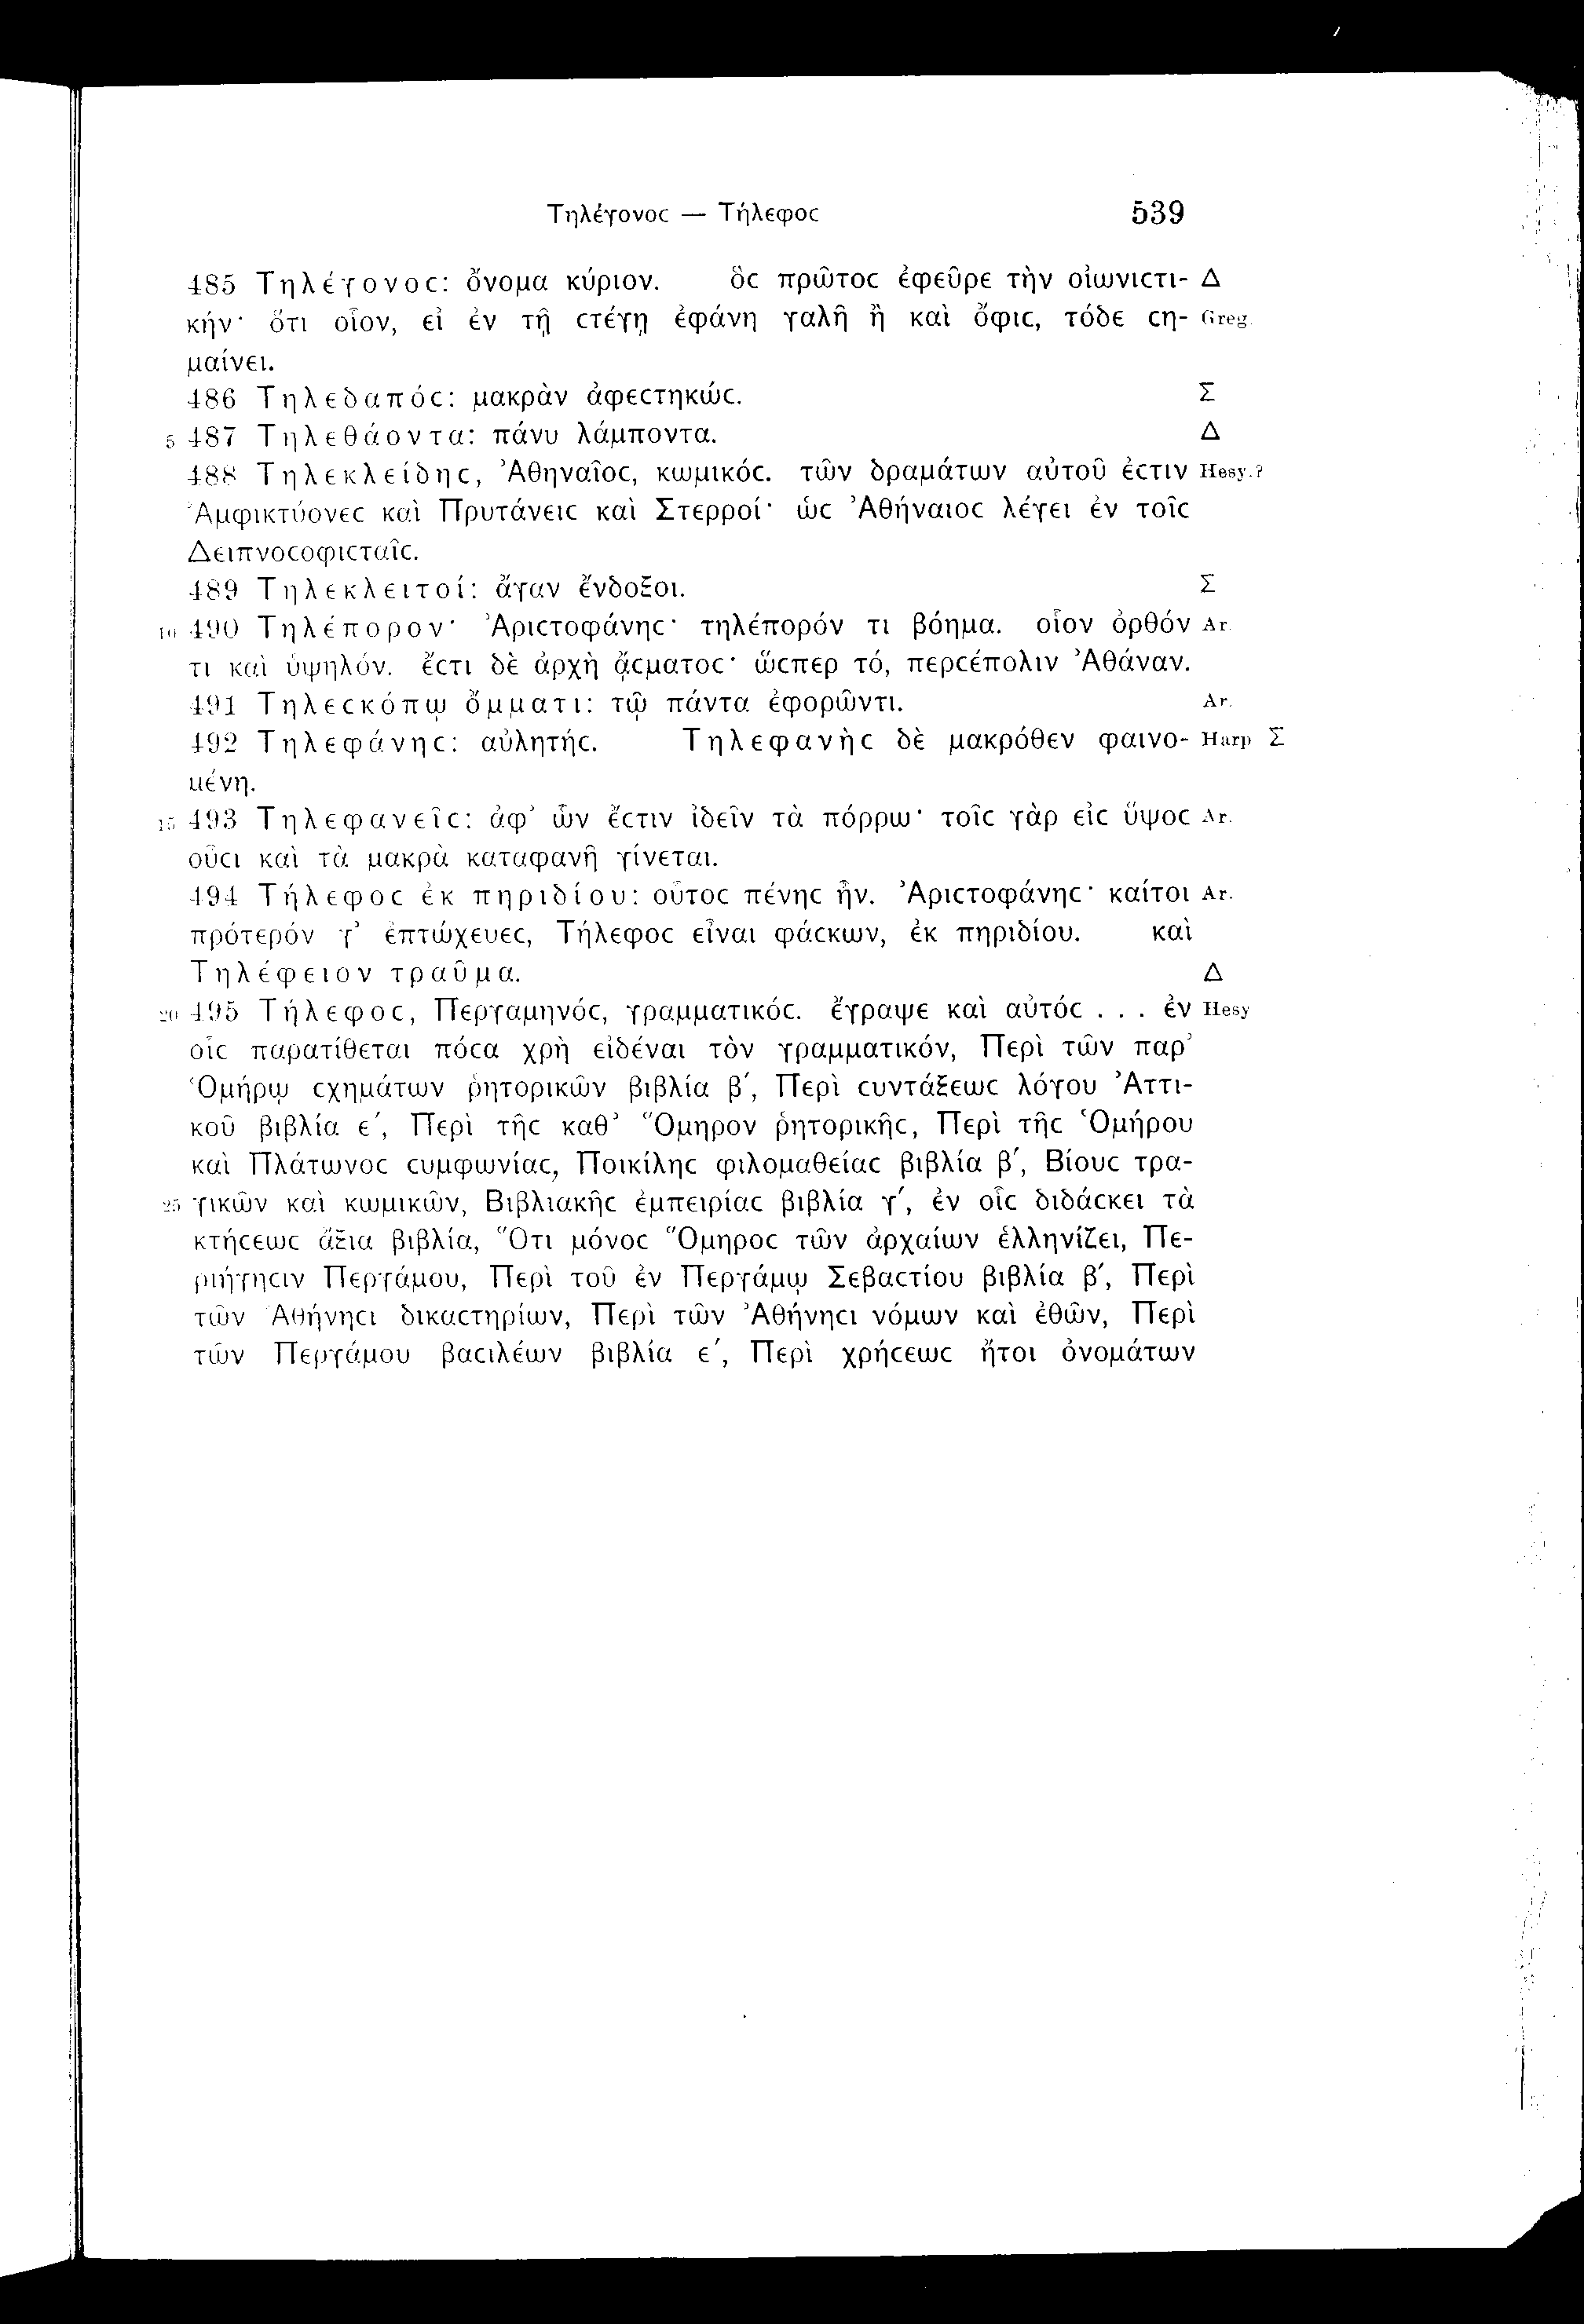 Τηλέγονοϲ — Τήλεφοϲ 539
485 Τηλέγονοϲ: ὄνομα κύριον. ὃϲ πρῶτοϲ ἐφεῦρε τὴν οἰωνιϲτι- Δ
κήν· ὅτι οἷον, εἰ ἐν τῇ ϲτέγῃ ἐφάνη γαλῆ ἢ καὶ ὄφιϲ, τόδε ϲη- Greg.
μαίνει.
486 Τηλεδαπόϲ: μακρὰν ἀφεϲτηκώϲ. Σ
5 487 Τηλεθάοντα: πάνυ λάμποντα. Δ
488 Τηλεκλείδηϲ, Ἀθηναῖοϲ, κωμικόϲ. τῶν δραμάτων αὐτοῦ ἐϲτιν Hesy.?
Ἀμφικτύονεϲ καὶ Πρυτάνειϲ καὶ Στερροί· ὡϲ Ἀθήναιοϲ λέγει ἐν τοῖϲ
Δειπνοϲοφιϲταῖϲ.
489 Τηλεκλειτοί: ἄγαν ἔνδοξοι. Σ
10 490 Τηλέπορον· Ἀριϲτοφάνηϲ· τηλέπορόν τι βόημα. οἷον ὀρθόν Ar.
τι καὶ ὑψηλόν. ἔϲτι δὲ ἀρχὴ ᾄϲματοϲ· ὥϲπερ τό, περϲέπολιν Ἀθάναν.
491 Τηλεϲκόπῳ ὄμματι: τῷ πάντα ἐφορῶντι. Ar.
492 Τηλεφάνηϲ: αὐλητήϲ. Τηλεφανὴϲ δὲ μακρόθεν φαινο- Harp Σ
μένη.
15 493 Τηλεφανεῖϲ: ἀφ’ ὧν ἔϲτιν ἰδεῖν τὰ πόρρω· τοῖϲ γὰρ εἰϲ ὕψοϲ Ar.
οὖϲι καὶ τὰ μακρὰ καταφανῆ γίνεται.
494 Τήλεφοϲ ἐκ πηριδίου: οὗτοϲ πένηϲ ἦν. Ἀριϲτοφάνηϲ· καίτοι Ar.
πρότερόν γ’ ἐπτώχευεϲ, Τήλεφοϲ εἶναι φάϲκων, ἐκ πηριδίου. καὶ
Τηλέφειον τραῦμα. Δ
20 495 Τήλεφοϲ, Περγαμηνόϲ, γραμματικόϲ. ἔγραψε καὶ αὐτόϲ . . . ἐν Hesy
οἷϲ παρατίθεται πόϲα χρὴ εἰδέναι τὸν γραμματικόν, Περὶ τῶν παρ’
Ὁμήρῳ ϲχημάτων ῥητορικῶν βιβλία β′, Περὶ ϲυντάξεωϲ λόγου Ἀττι-
κοῦ βιβλία ε′, Περὶ τῆϲ καθ’ Ὅμηρον ῥητορικῆϲ, Περὶ τῆϲ Ὁμήρου
καὶ Πλάτωνοϲ ϲυμφωνίαϲ, Ποικίληϲ φιλομαθείαϲ βιβλία β′, Βίουϲ τρα-
25 γικῶν καὶ κωμικῶν, Βιβλιακῆϲ ἐμπειρίαϲ βιβλία γ′, ἐν οἷϲ διδάϲκει τὰ
κτήϲεωϲ ἄξια βιβλία, Ὅτι μόνοϲ Ὅμηροϲ τῶν ἀρχαίων ἑλληνίζει, Πε-
ριήγηϲιν Περγάμου, Περὶ τοῦ ἐν Περγάμῳ Σεβαϲτίου βιβλία β′, Περὶ
τῶν Ἀθήνηϲι δικαϲτηρίων, Περὶ τῶν Ἀθήνηϲι νόμων καὶ ἐθῶν, Περὶ
τῶν Περγάμου βαϲιλέων βιβλία ε′, Περὶ χρήϲεωϲ ἤτοι ὀνομάτων